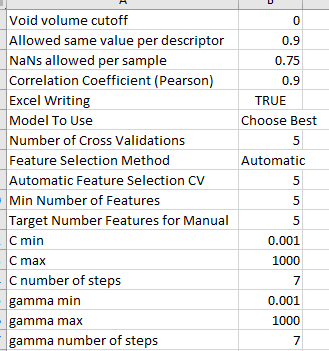 A B
Void volume cutoff 0
Allowed same value per descriptor 0.9
NaNs allowed per sample 0.75
Correlation Coefficient (Pearson) 0.9
Excel Writing TRUE
Model To Use Choose Best
Number of Cross Validations 5
Feature Selection Method Automatic
Automatic Feature Selection CV 5
Min Number of Features 5
Target Number Features for Manual 5
C min 0.001
C max 1000
C number of steps 7
gamma min 0.001
gamma max 1000
gamma number of steps 7